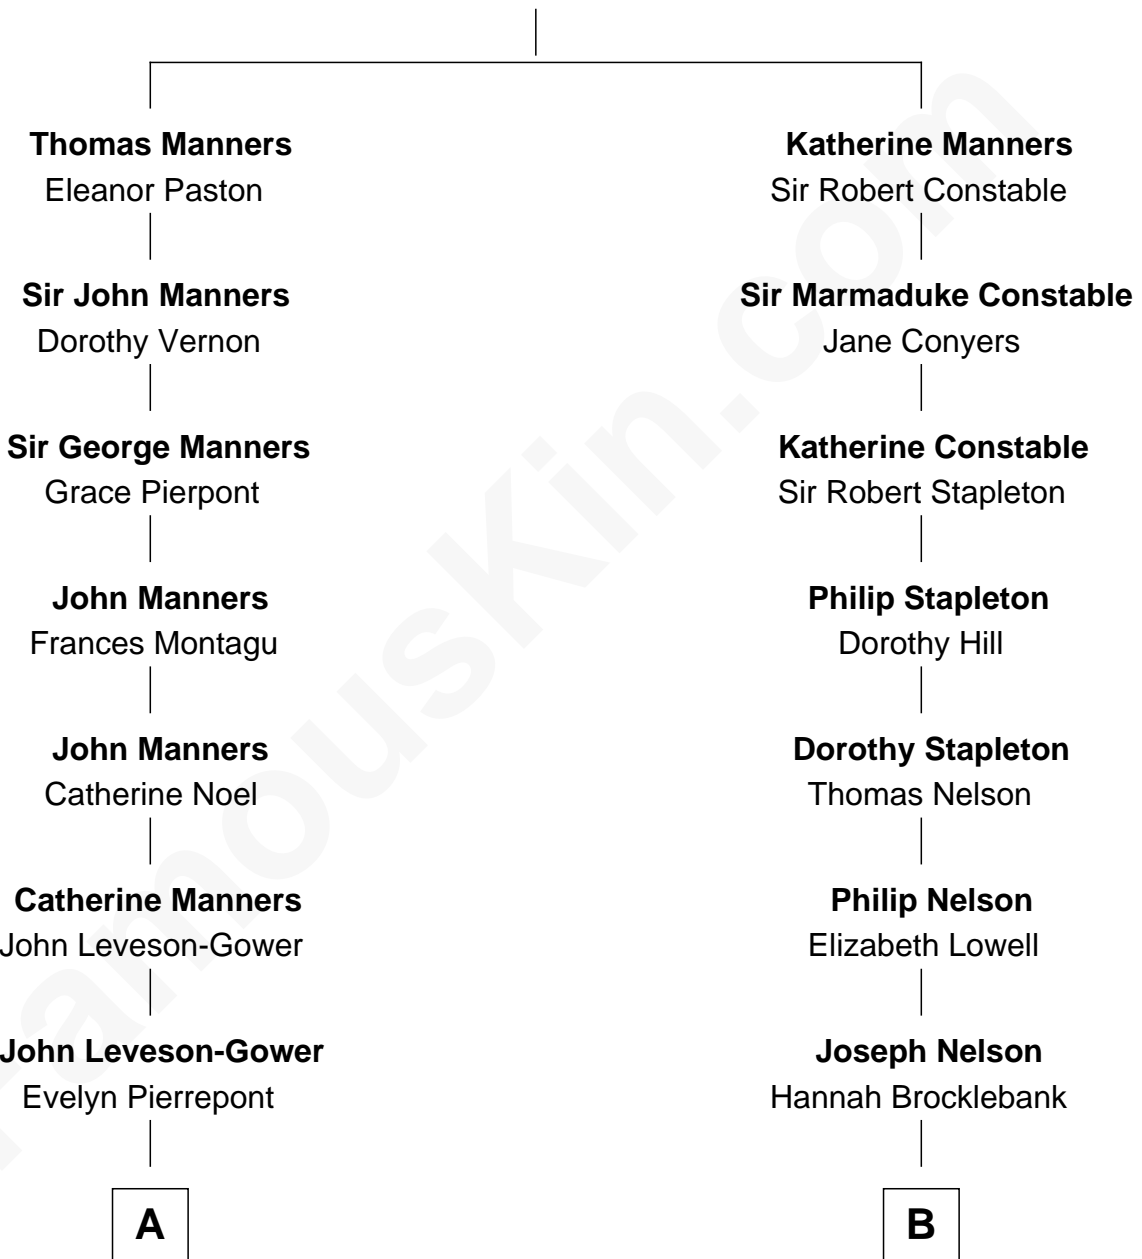 Thomas Manners
Eleanor Paston
Sir John Manners
Dorothy Vernon
Sir George Manners
Grace Pierpont
John Manners
Frances Montagu
John Manners
Catherine Noel
Catherine Manners
John Leveson-Gower
John Leveson-Gower
Evelyn Pierrepont
A
Katherine Manners
Sir Robert Constable
Sir Marmaduke Constable
Jane Conyers
Katherine Constable
Sir Robert Stapleton
Philip Stapleton
Dorothy Hill
Dorothy Stapleton
Thomas Nelson
Philip Nelson
Elizabeth Lowell
Joseph Nelson
Hannah Brocklebank
B
FamousKin.com